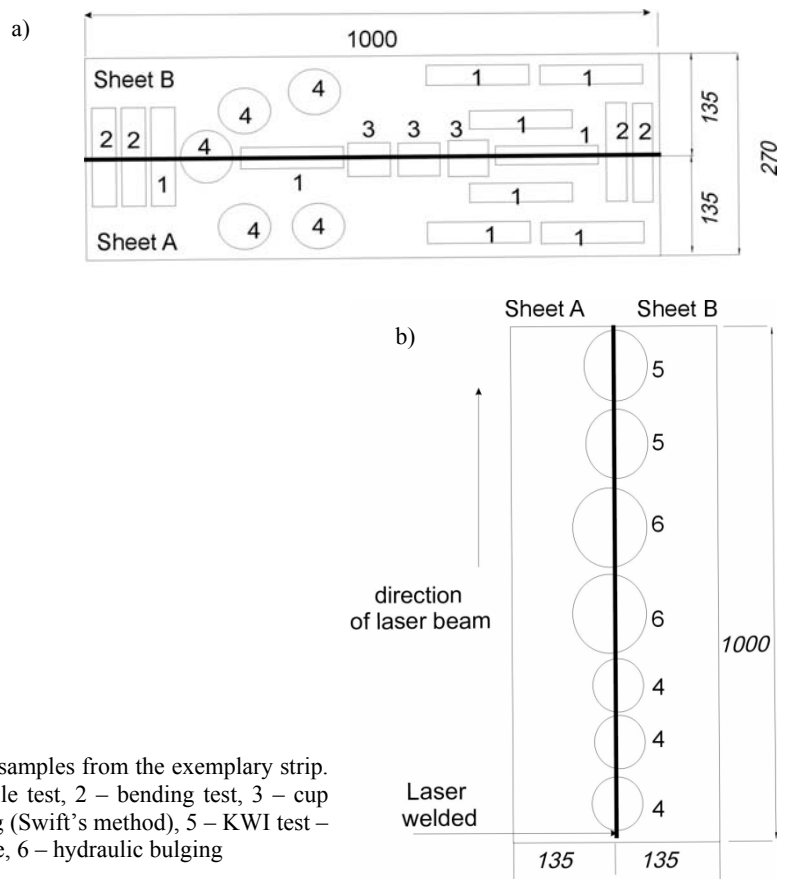 a)
1000
Sheet B
4
4
1
1
2
2
4
3
3
3
1
1
2
2
135
270
1
1
1
135
Sheet A
4
4
1
1
Sheet A
Sheet B
b)
5
5
6
direction
of laser beam
6
1000
4
4
Laser
welded
4
135
135
samples from the exemplary strip.
le test, 2 – bending test, 3 – cup
g (Swift's method), 5 – KWI test –
e, 6 – hydraulic bulging